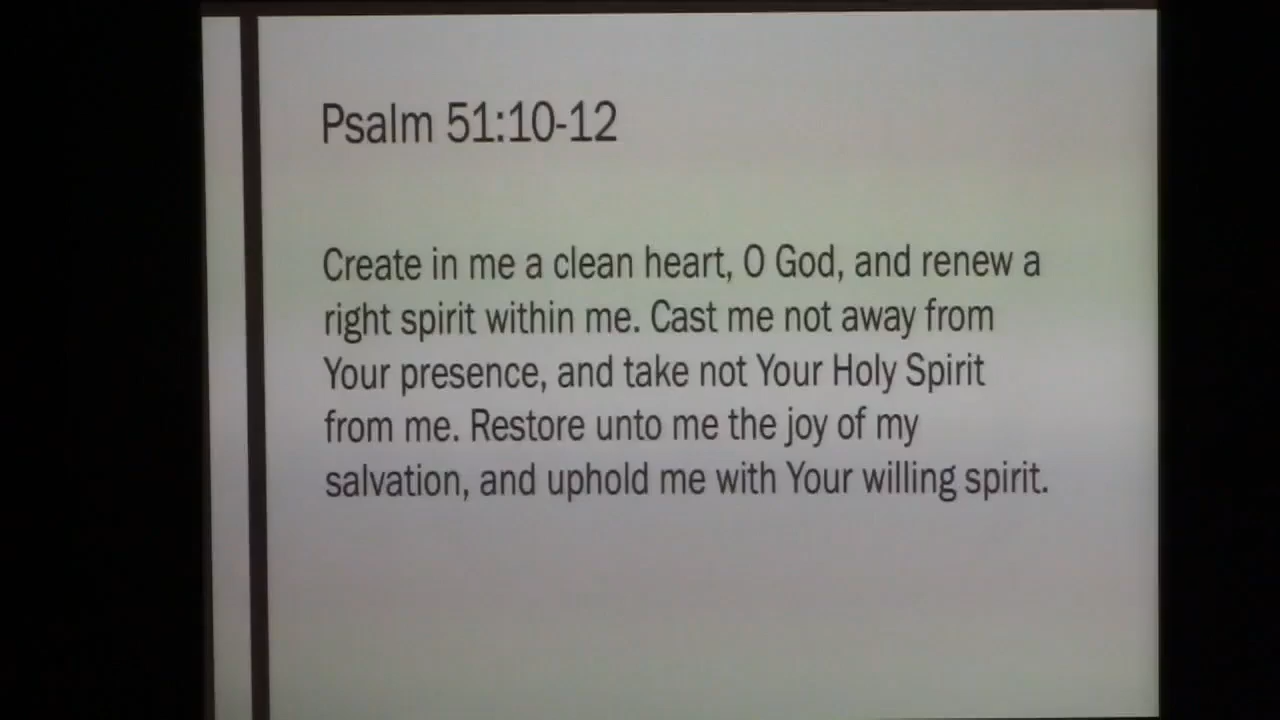 Psalm 51:10-12
Create in me a clean heart, O God, and renew a
right spirit within me. Cast me not away from
Your presence, and take not Your Holy Spirit
from me. Restore unto me the joy of my
salvation, and uphold me with Your willing spirit.